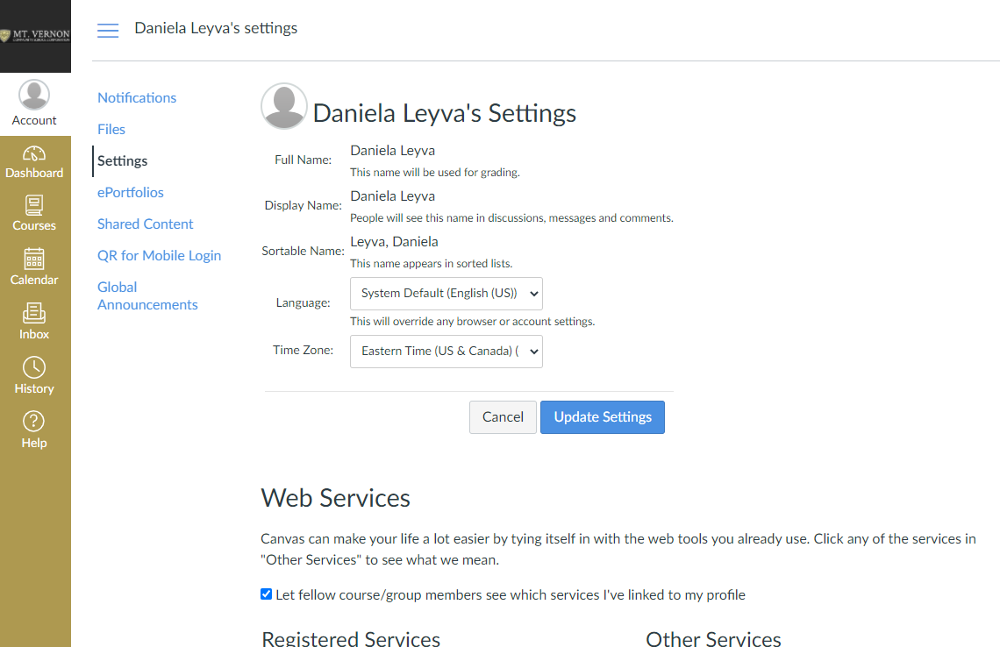 MT. VERNON
COMMUNITY SCHOOL CORPORATION
Daniela Leyva's settings
Account
Dashboard
Courses
Calendar
Inbox
History
Help
Notifications
Files
Settings
ePortfolios
Shared Content
QR for Mobile Login
Global
Announcements
Daniela Leyva's Settings
Full Name: Daniela Leyva
This name will be used for grading.
Display Name: Daniela Leyva
People will see this name in discussions, messages and comments.
Sortable Name: Leyva, Daniela
This name appears in sorted lists.
Language: System Default (English (US))
This will override any browser or account settings.
Time Zone: Eastern Time (US & Canada) (
Cancel Update Settings
Web Services
Canvas can make your life a lot easier by tying itself in with the web tools you already use. Click any of the services in
"Other Services" to see what we mean.
Let fellow course/group members see which services I've linked to my profile
Registered Services Other Services